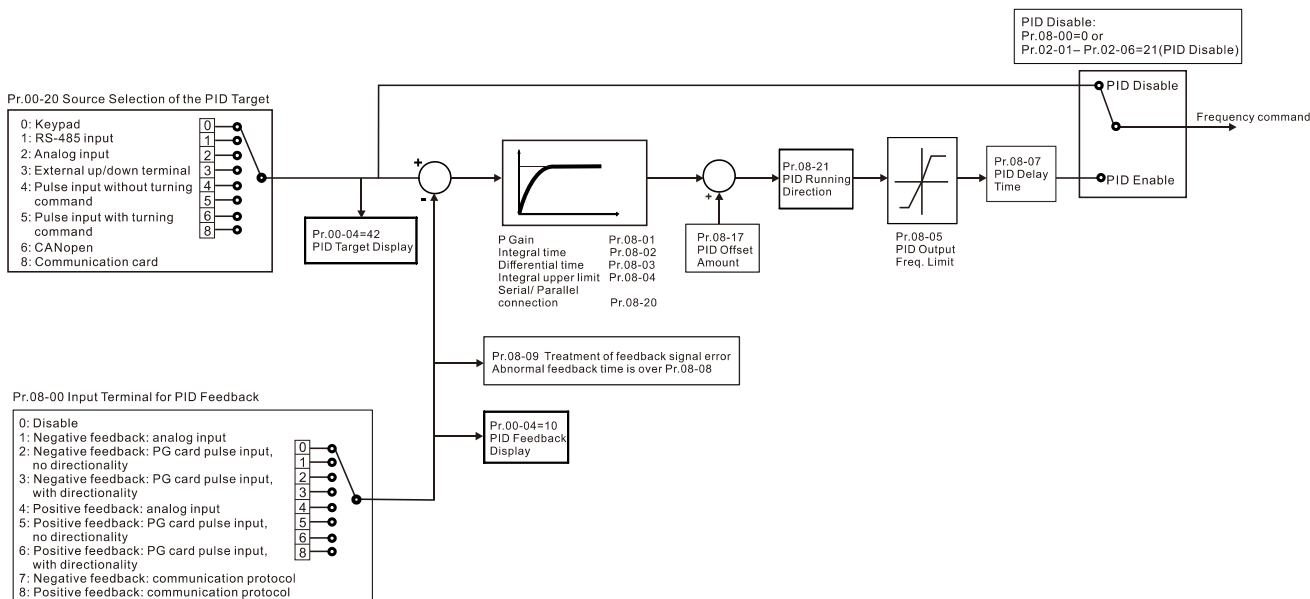 PID Disable:
Pr.08-00=0 or
Pr.02-01– Pr.02-06=21(PID Disable)
Pr.00-20 Source Selection of the PID Target
0: Keypad
1: RS-485 input
2: Analog input
3: External up/down terminal
4: Pulse input without turning
command
5: Pulse input with turning
command
6: CANopen
8: Communication card
0
1
2
3
4
5
6
8
+
-
Pr.00-04=42
PID Target Display
P Gain Pr.08-01
Integral time Pr.08-02
Differential time Pr.08-03
Integral upper limit Pr.08-04
Serial/ Parallel
connection Pr.08-20
+
Pr.08-17
PID Offset
Amount
Pr.08-21
PID Running
Direction
Pr.08-05
PID Output
Freq. Limit
Pr.08-07
PID Delay
Time
PID Disable
Frequency command
PID Enable
Pr.08-09 Treatment of feedback signal error
Abnormal feedback time is over Pr.08-08
Pr.00-04=10
PID Feedback
Display
Pr.08-00 Input Terminal for PID Feedback
0: Disable
1: Negative feedback: analog input
2: Negative feedback: PG card pulse input,
no directionality
3: Negative feedback: PG card pulse input,
with directionality
4: Positive feedback: analog input
5: Positive feedback: PG card pulse input,
no directionality
6: Positive feedback: PG card pulse input,
with directionality
7: Negative feedback: communication protocol
8: Positive feedback: communication protocol
0
1
2
3
4
5
6
8